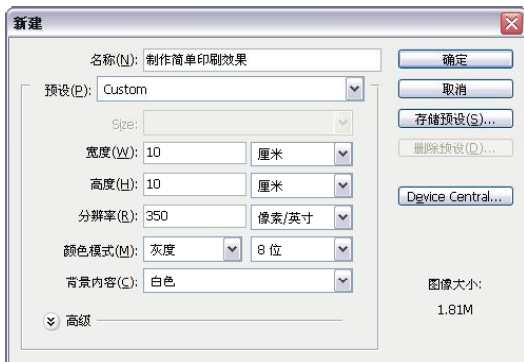 新建
名称(N): 制作简单印刷效果
确定
预设(P): Custom
取消
Size:
存储预设(S)...
宽度(W): 10 厘米
删除预设(D)...
高度(H): 10 厘米
Device Central...
分辨率(R): 350 像素/英寸
颜色模式(M): 灰度 8 位
背景内容(C): 白色
图像大小:
1.81M
高级